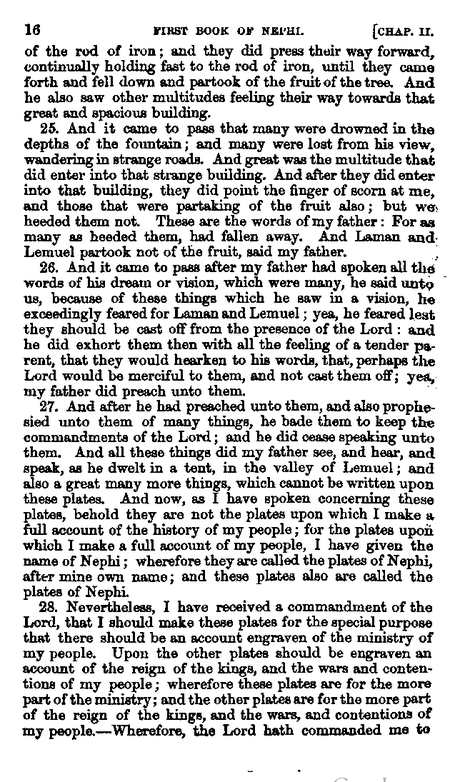 16 FIRST BOOK OF NEPHI. [CHAP. II.
of the rod of iron; and they did press their way forward,
continually holding fast to the rod of iron, until they came
forth and fell down and partook of the fruit of the tree. And
he also saw other multitudes feeling their way towards that
great and spacious building.
25. And it came to pass that many were drowned in the
depths of the fountain; and many were lost from his view,
wandering in strange roads. And great was the multitude that
did enter into that strange building. And after they did enter
into that building, they did point the finger of scorn at me,
and those that were partaking of the fruit also; but we
heeded them not. These are the words of my father: For as
many as heeded them, had fallen away. And Laman and
Lemuel partook not of the fruit, said my father.
26. And it came to pass after my father had spoken all the
words of his dream or vision, which were many, he said unto
us, because of these things which he saw in a vision, he
exceedingly feared for Laman and Lemuel; yea, he feared lest
they should be cast off from the presence of the Lord: and
he did exhort them then with all the feeling of a tender pa-
rent, that they would hearken to his words, that, perhaps the
Lord would be merciful to them, and not cast them off; yea,
my father did preach unto them.
27. And after he had preached unto them, and also prophe-
sied unto them of many things, he bade them to keep the
commandments of the Lord; and he did cease speaking unto
them. And all these things did my father see, and hear, and
speak, as he dwelt in a tent, in the valley of Lemuel; and
also a great many more things, which cannot be written upon
these plates. And now, as I have spoken concerning these
plates, behold they are not the plates upon which I make a
full account of the history of my people; for the plates upon
which I make a full account of my people, I have given the
name of Nephi; wherefore they are called the plates of Nephi,
after mine own name; and these plates also are called the
plates of Nephi.
28. Nevertheless, I have received a commandment of the
Lord, that I should make these plates for the special purpose
that there should be an account engraven of the ministry of
my people. Upon the other plates should be engraven an
account of the reign of the kings, and the wars and conten-
tions of my people; wherefore these plates are for the more
part of the ministry; and the other plates are for the more part
of the reign of the kings, and the wars, and contentions of
my people.—Wherefore, the Lord hath commanded me to